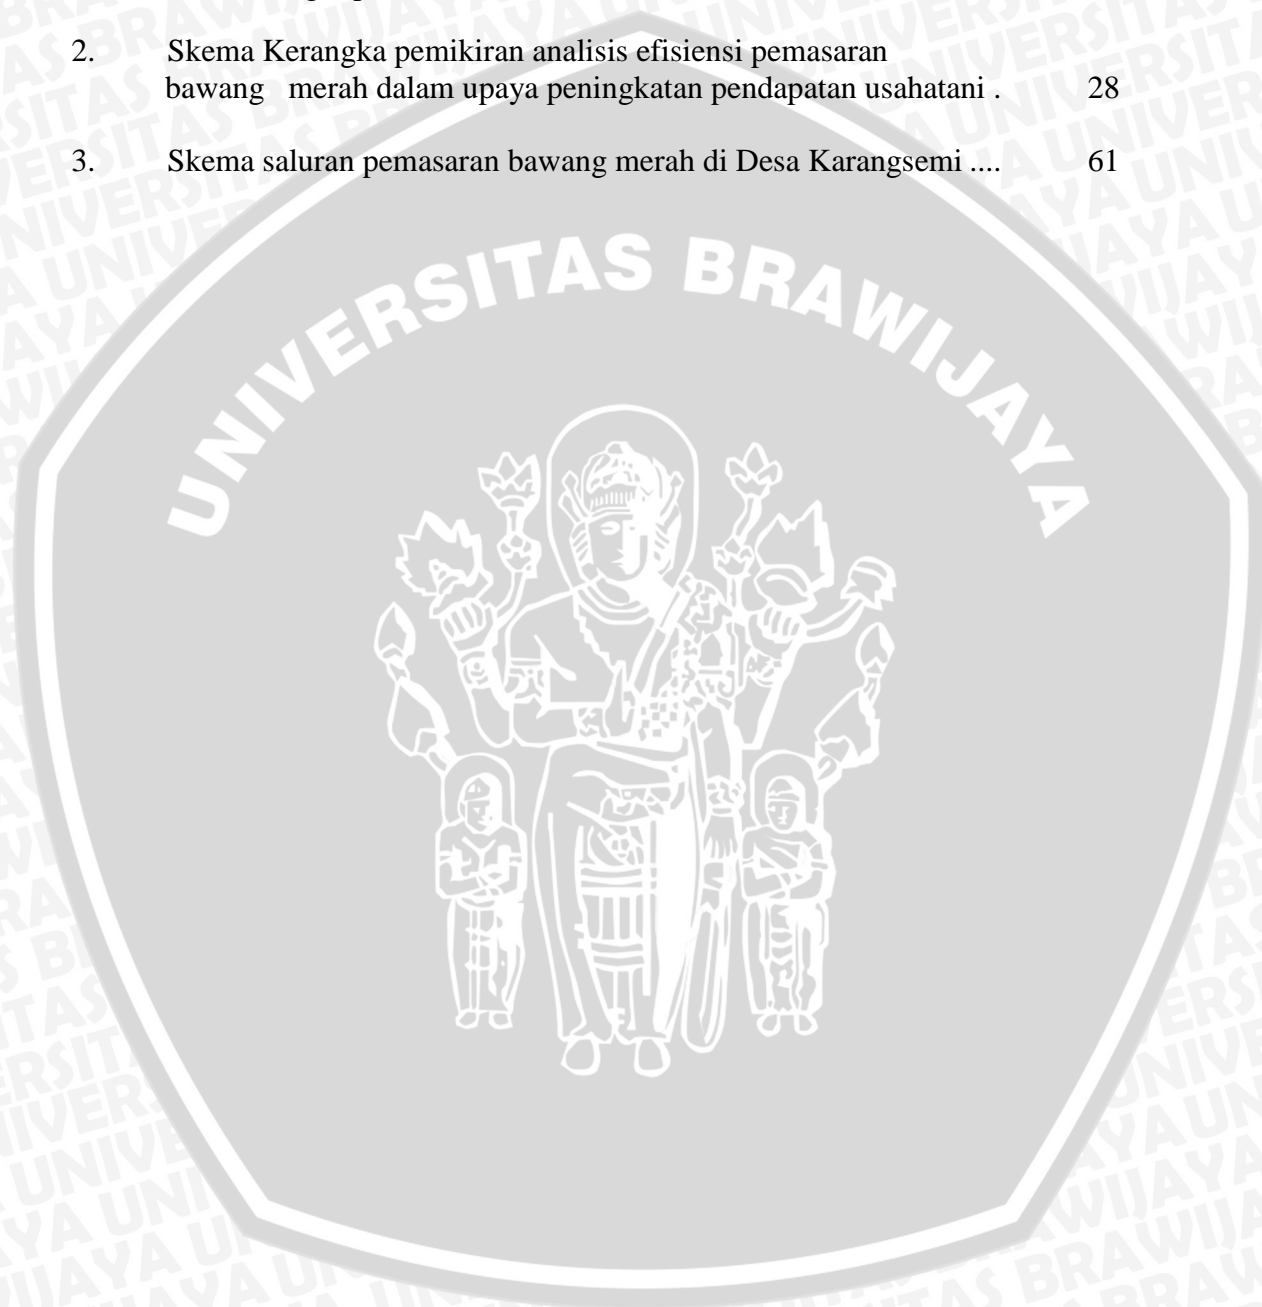 2. Skema Kerangka pemikiran analisis efisiensi pemasaran
bawang merah dalam upaya peningkatan pendapatan usahatani . 28
3. Skema saluran pemasaran bawang merah di Desa Karangsemi .... 61
UNIVERSITAS BRAWIJAYA